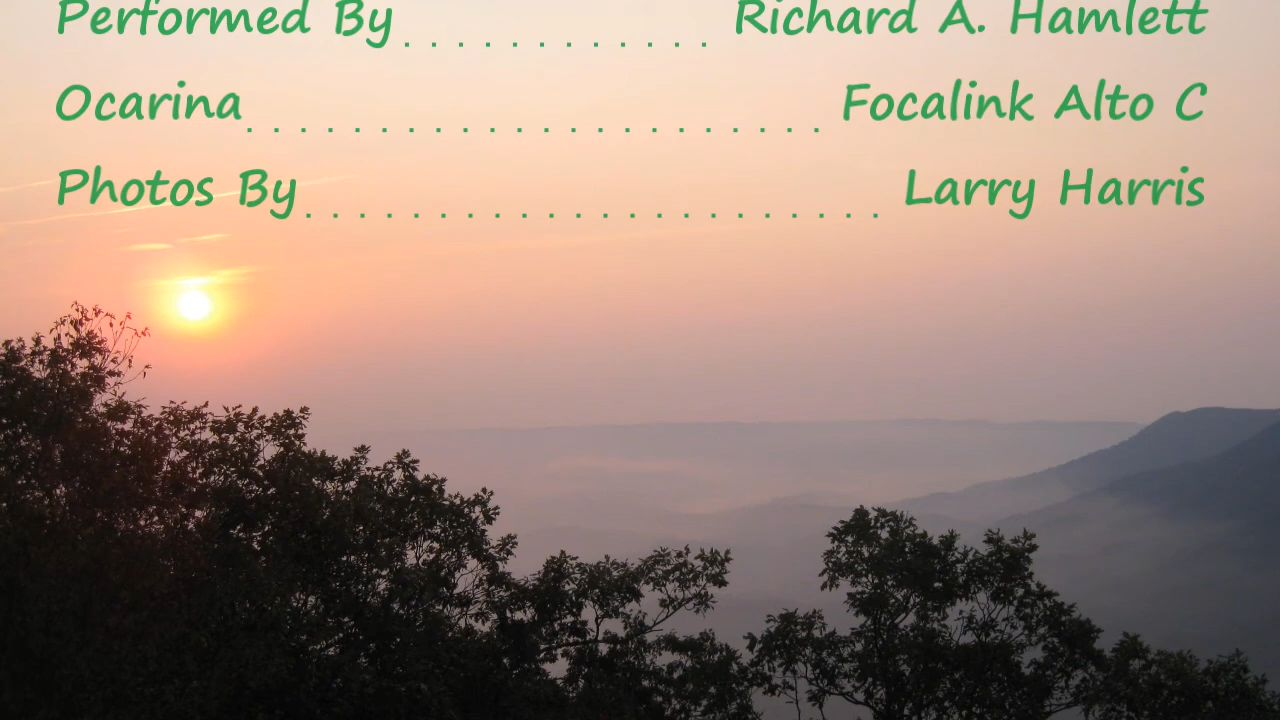 Performed By . . . . . . . . . . . . Richard A. Hamlett
Ocarina . . . . . . . . . . . . . . . . . . . . . . Focalink Alto C
Photos By . . . . . . . . . . . . . . . . . . . . . . Larry Harris